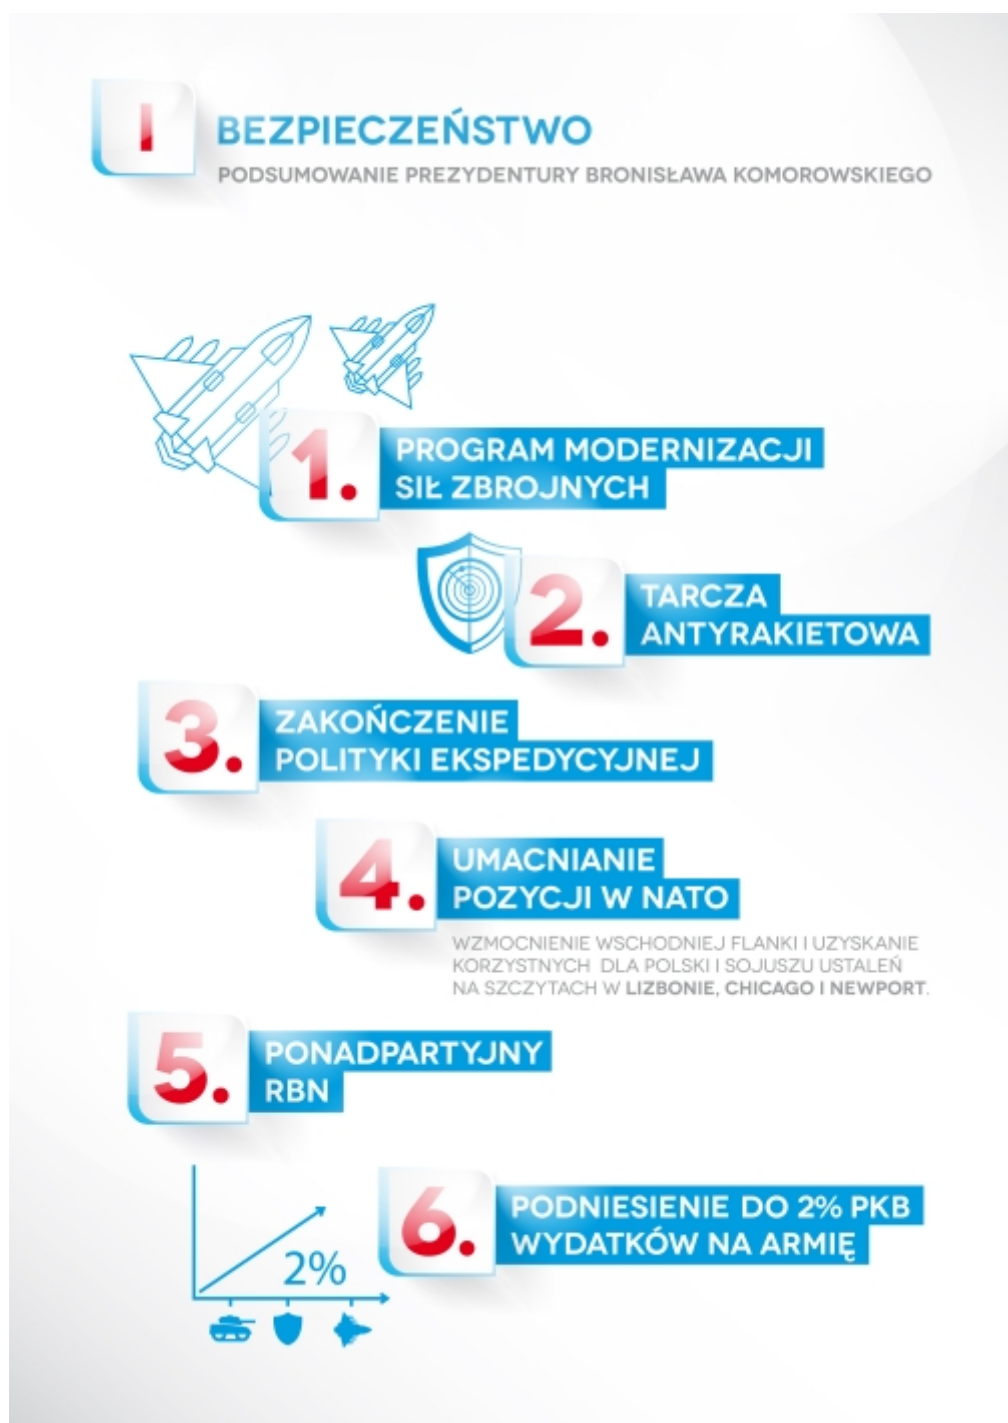 I
BEZPIECZEŃSTWO
PODSUMOWANIE PREZYDENTURY BRONISŁAWA KOMOROWSKIEGO
1.
PROGRAM MODERNIZACJI
SIŁ ZBROJNYCH
2.
TARCZA
ANTYRAKIETOWA
3.
ZAKOŃCZENIE
POLITYKI EKSPEDYCYJNEJ
4.
UMACNIANIE
POZYCJI W NATO
WZMOCNIENIE WSCHODNIEJ FLANKI I UZYSKANIE
KORZYSTNYCH DLA POLSKI I SOJUSZU USTALEŃ
NA SZCZYTACH W LIZBONIE, CHICAGO I NEWPORT.
5.
PONADPARTYJNY
RBN
6.
PODNIESIENIE DO 2% PKB
WYDATKÓW NA ARMIĘ
2%